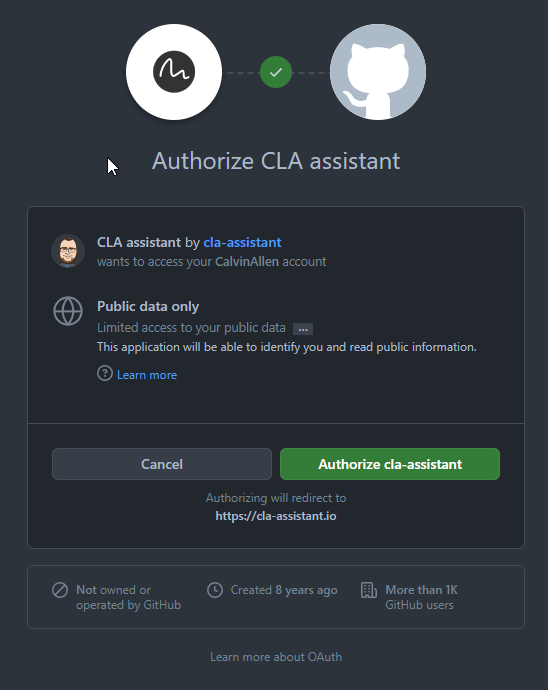 Authorize CLA assistant
CLA assistant by cla-assistant
wants to access your CalvinAllen account
Public data only
Limited access to your public data ...
This application will be able to identify you and read public information.
Learn more
Cancel
Authorize cla-assistant
Authorizing will redirect to
https://cla-assistant.io
Not owned or
operated by GitHub
Created 8 years ago
More than 1K
GitHub users
Learn more about OAuth